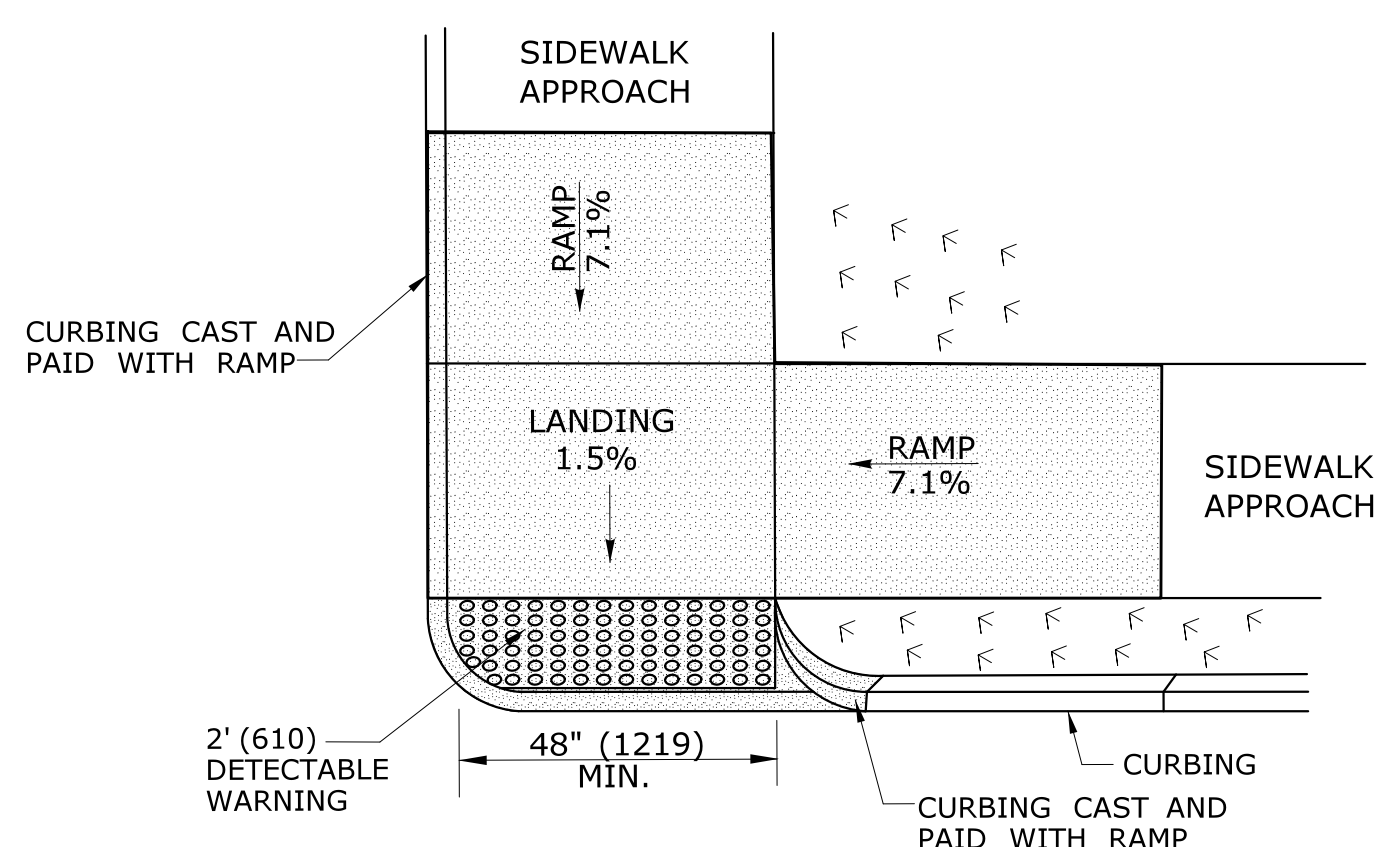 SIDEWALK
APPROACH
RAMP
7.1%
CURBING CAST AND
PAID WITH RAMP
LANDING
1.5%
RAMP
7.1%
SIDEWALK
APPROACH
2' (610)
DETECTABLE
WARNING
48" (1219)
MIN.
CURBING
CURBING CAST AND
PAID WITH RAMP